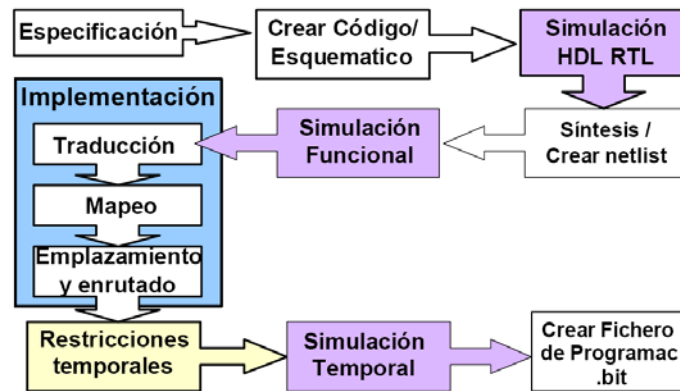 Especificación
Crear Código/
Esquematico
Simulación
HDL RTL
Implementación
Traducción
Simulación
Funcional
Síntesis /
Crear netlist
Mapeo
Emplazamiento
y enrutado
Restricciones
temporales
Simulación
Temporal
Crear Fichero
de Programac
.bit